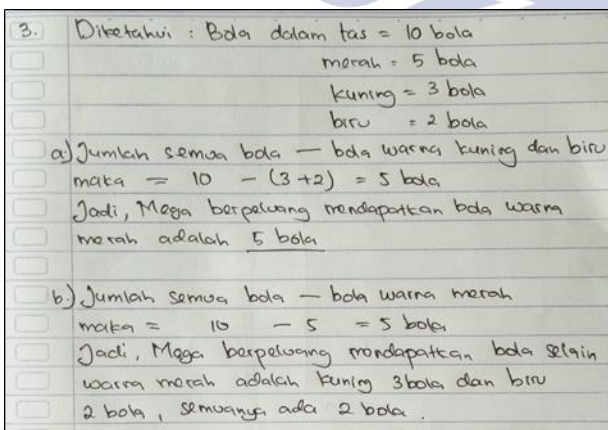 3. Diketahui : Bola dalam tas = 10 bola
merah = 5 bola
kuning = 3 bola
biru = 2 bola
a.) Jumlah semua bola — bola warna kuning dan biru
maka = 10 - (3+2) = 5 bola
Jadi, Mega berpeluang mendapatkan bola warna
merah adalah 5 bola
b.) Jumlah semua bola — bola warna merah
maka = 10 - 5 = 5 bola
Jadi, Mega berpeluang mendapatkan bola selain
warna merah adalah kuning 3 bola dan biru
2 bola, semuanya ada 2 bola.